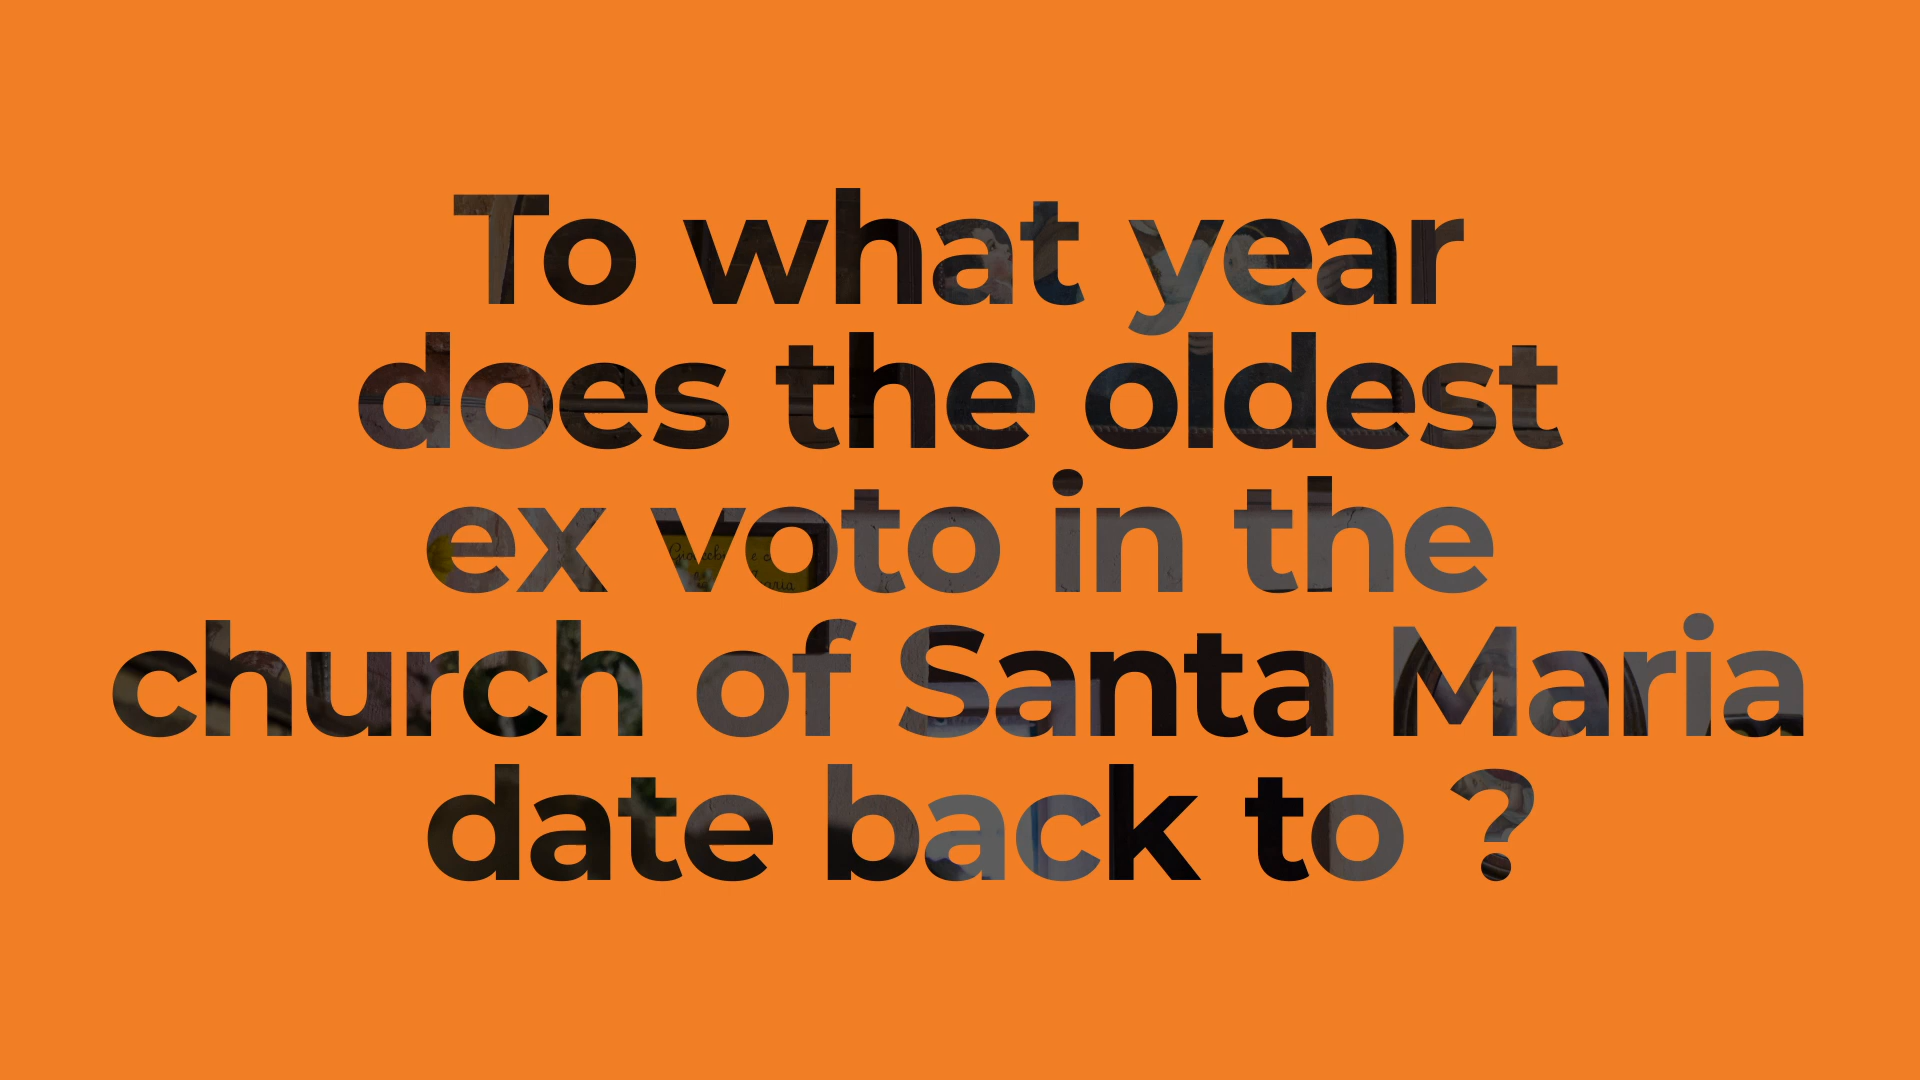 To what year
does the oldest
ex voto in the
church of Santa Maria
date back to ?